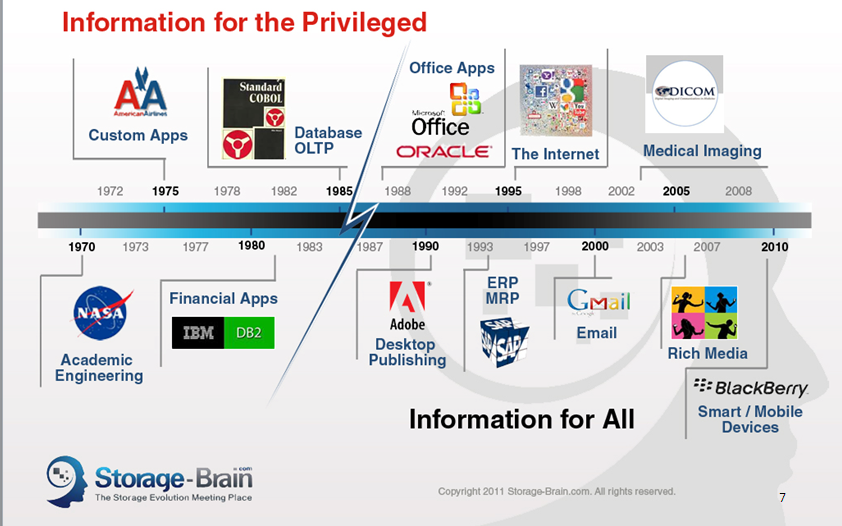 Information for the Privileged
AA
AmericanAirlines
Custom Apps
Standard
COBOL
Database
OLTP
Office Apps
Microsoft
Office
ORACLE
The Internet
DICOM
Medical Imaging
1972 1975 1978 1982 1985 1988 1992 1995 1998 2002 2005 2008
1970 1973 1977 1980 1983 1987 1990 1993 1997 2000 2003 2007 2010
NASA
Academic
Engineering
Financial Apps
IBM DB2
Adobe
Desktop
Publishing
ERP
MRP
SAP
Gmail
Email
Rich Media
BlackBerry
Smart / Mobile
Devices
Information for All
Storage-Brain.com
The Storage Evolution Meeting Place
Copyright 2011 Storage-Brain.com. All rights reserved.
7